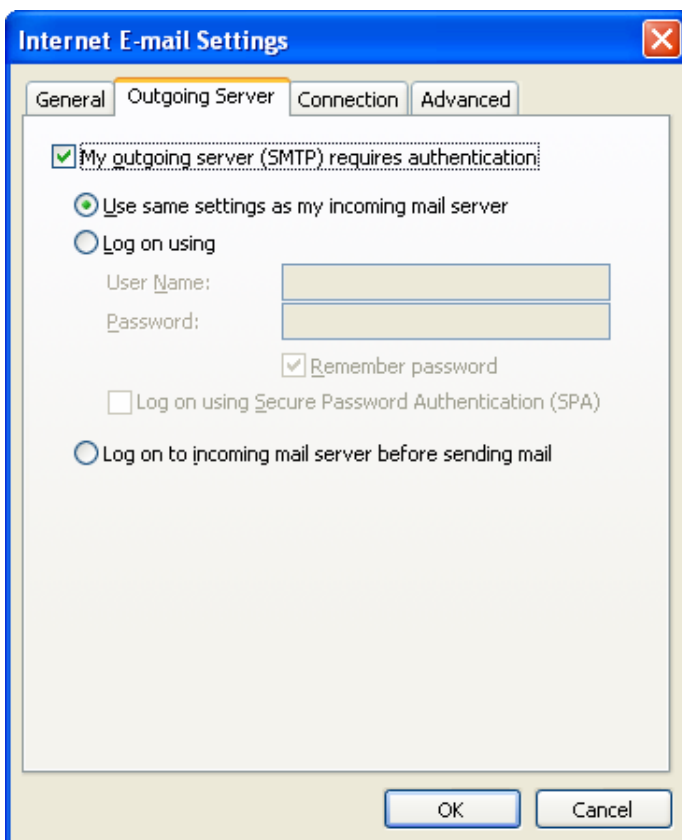 Internet E-mail Settings
General Outgoing Server Connection Advanced
My outgoing server (SMTP) requires authentication
Use same settings as my incoming mail server
Log on using
User Name:
Password:
Remember password
Log on using Secure Password Authentication (SPA)
Log on to incoming mail server before sending mail
OK Cancel